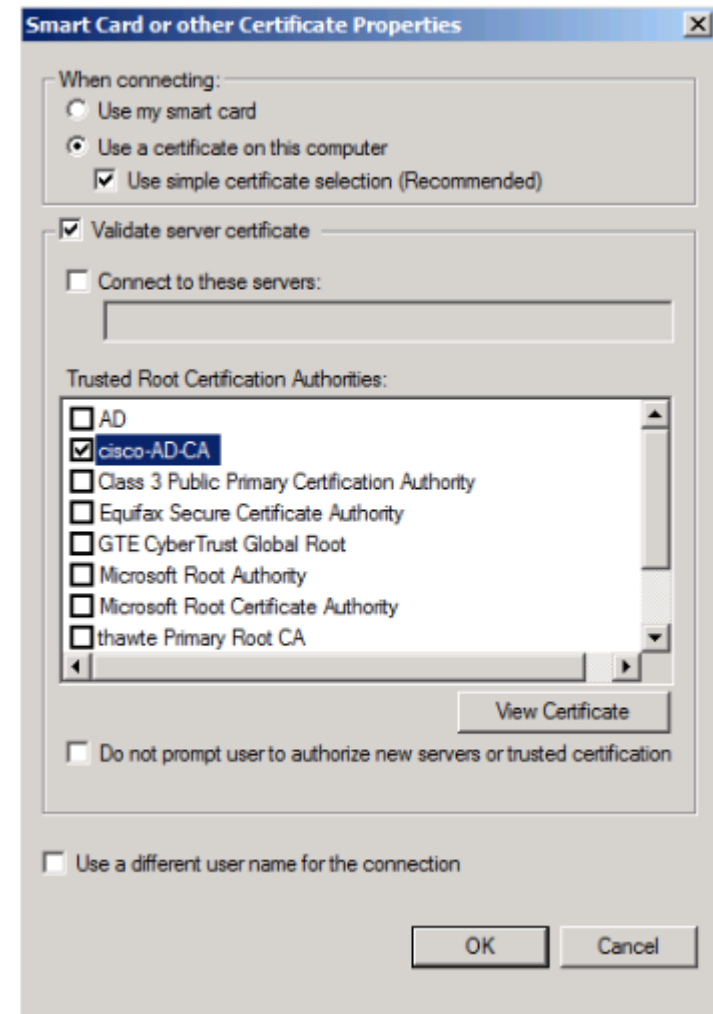 Smart Card or other Certificate Properties
When connecting:
Use my smart card
Use a certificate on this computer
Use simple certificate selection (Recommended)
Validate server certificate
Connect to these servers:
Trusted Root Certification Authorities:
AD
cisco-AD-CA
Class 3 Public Primary Certification Authority
Equifax Secure Certificate Authority
GTE CyberTrust Global Root
Microsoft Root Authority
Microsoft Root Certificate Authority
thawte Primary Root CA
View Certificate
Do not prompt user to authorize new servers or trusted certification
Use a different user name for the connection
OK Cancel